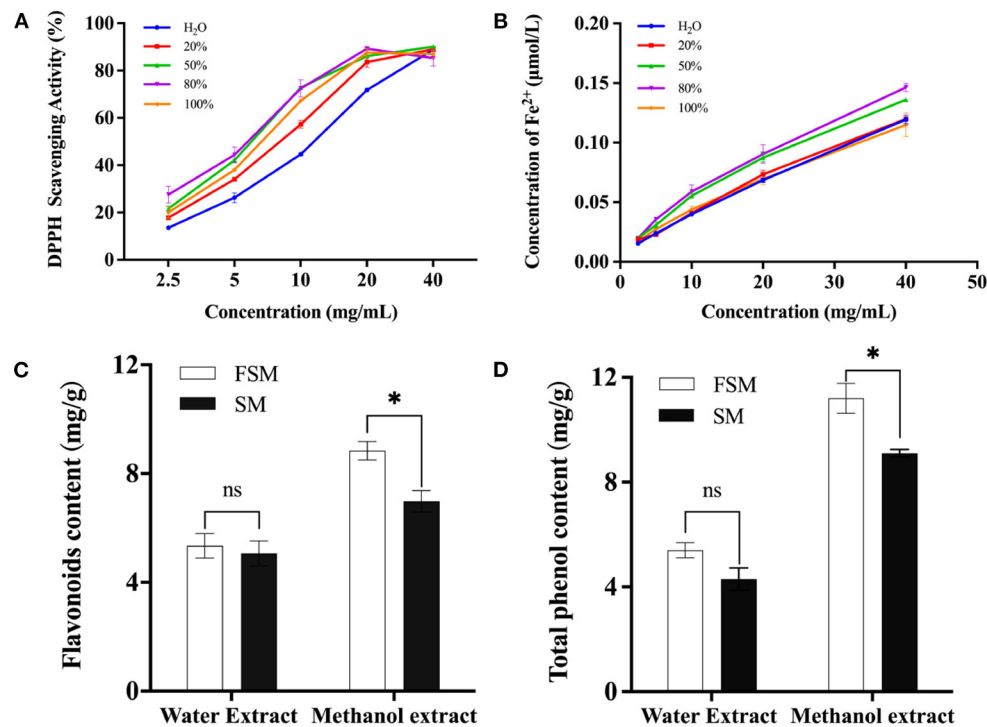 A
DPPH Scavenging Activity (%)
100
80
60
40
20
0
H₂O
20%
50%
80%
100%
2.5 5 10 20 40
Concentration (mg/mL)
B
Concentration of Fe²⁺ (μmol/L)
0.20
0.15
0.10
0.05
0.00
H₂O
20%
50%
80%
100%
0 10 20 30 40 50
Concentration (mg/mL)
C
Flavonoids content (mg/g)
12
8
4
0
FSM
SM
ns
*
Water Extract Methanol extract
D
Total phenol content (mg/g)
12
8
4
0
FSM
SM
ns
*
Water Extract Methanol extract